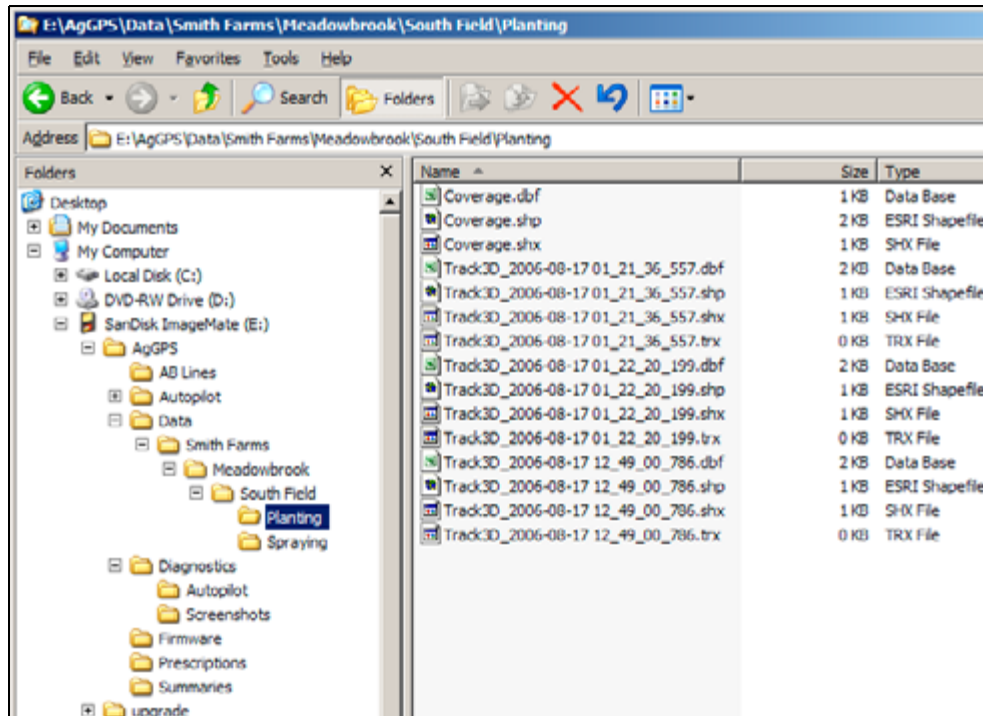 E:\AgGPS\Data\Smith Farms\Meadowbrook\South Field\Planting
File Edit View Favorites Tools Help
Back Search Folders
Address E:\AgGPS\Data\Smith Farms\Meadowbrook\South Field\Planting
Folders
Desktop
My Documents
My Computer
Local Disk (C:)
DVD-RW Drive (D:)
SanDisk ImageMate (E:)
AgGPS
AB Lines
Autopilot
Data
Smith Farms
Meadowbrook
South Field
Planting
Spraying
Diagnostics
Autopilot
Screenshots
Firmware
Prescriptions
Summaries
upgrade
Name Size Type
Coverage.dbf 1 KB Data Base
Coverage.shp 2 KB ESRI Shapefile
Coverage.shx 1 KB SHX File
Track3D_2006-08-17 01_21_36_557.dbf 2 KB Data Base
Track3D_2006-08-17 01_21_36_557.shp 1 KB ESRI Shapefile
Track3D_2006-08-17 01_21_36_557.shx 1 KB SHX File
Track3D_2006-08-17 01_21_36_557.trx 0 KB TRX File
Track3D_2006-08-17 01_22_20_199.dbf 2 KB Data Base
Track3D_2006-08-17 01_22_20_199.shp 1 KB ESRI Shapefile
Track3D_2006-08-17 01_22_20_199.shx 1 KB SHX File
Track3D_2006-08-17 01_22_20_199.trx 0 KB TRX File
Track3D_2006-08-17 12_49_00_786.dbf 2 KB Data Base
Track3D_2006-08-17 12_49_00_786.shp 1 KB ESRI Shapefile
Track3D_2006-08-17 12_49_00_786.shx 1 KB SHX File
Track3D_2006-08-17 12_49_00_786.trx 0 KB TRX File